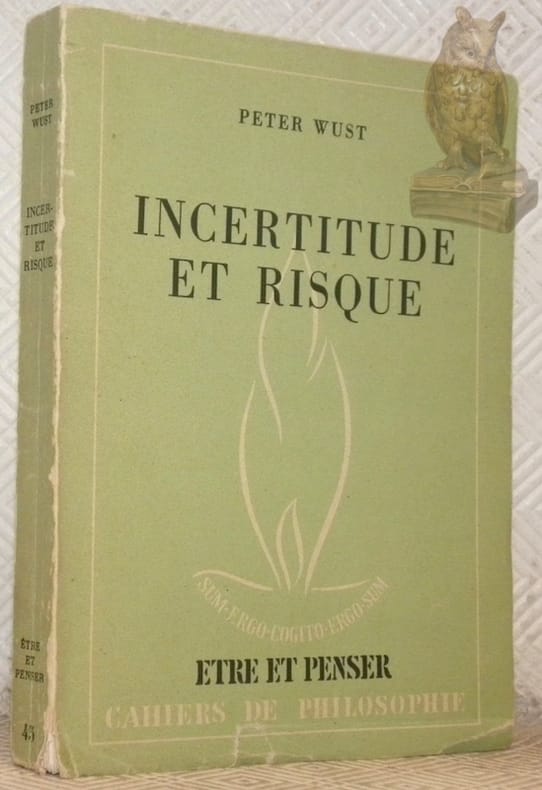 PETER
WUST
INCER-
TITUDE
ET
RISQUE
ÊTRE
ET
PENSER
43
PETER WUST
INCERTITUDE
ET RISQUE
SUM·ERGO·COGITO·ERGO·SUM
ETRE ET PENSER
CAHIERS DE PHILOSOPHIE